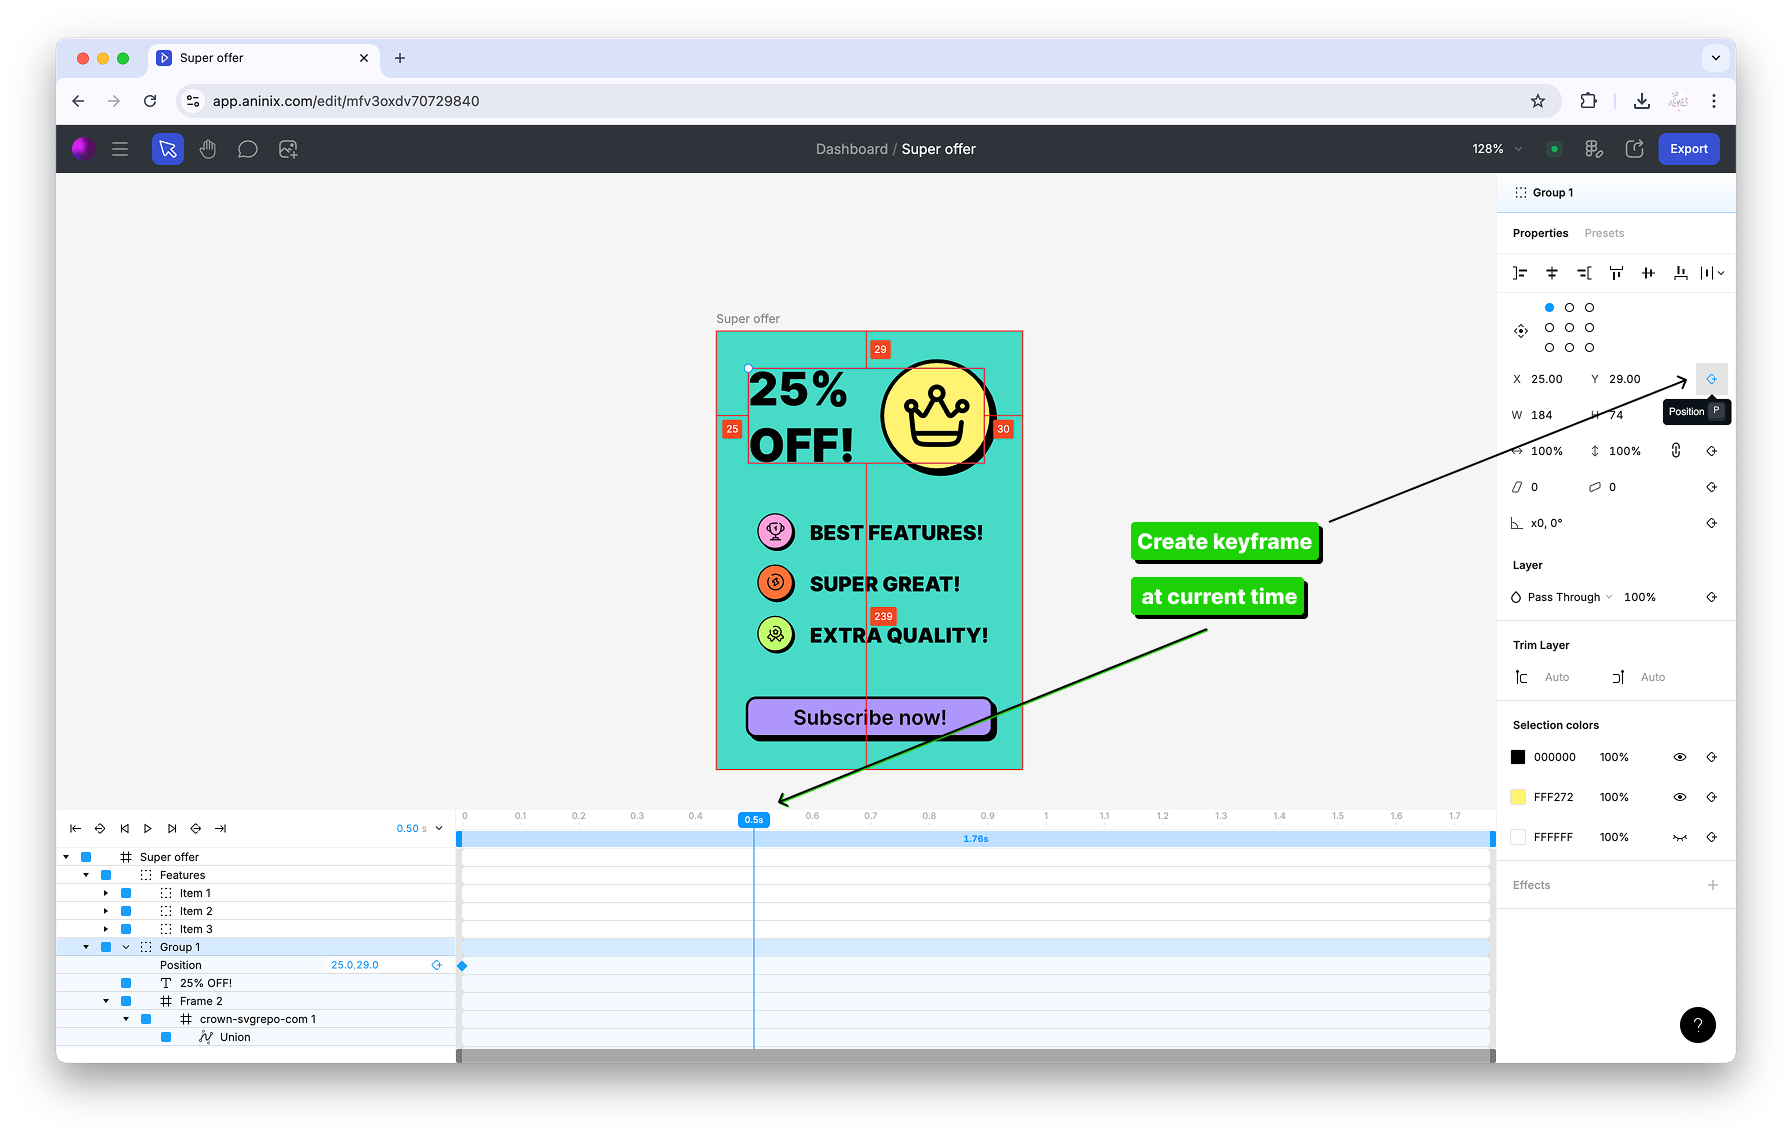 Super offer
app.aninix.com/edit/mfv3oxdv70729840
Dashboard / Super offer
128%
Export
Group 1
Properties Presets
X 25.00 Y 29.00
Position P
W 184 H 74
100% 100%
0 0
x0, 0°
Layer
Pass Through 100%
Trim Layer
Auto Auto
Selection colors
000000 100%
FFF272 100%
FFFFFF 100%
Effects
?
Super offer
29
25%
OFF!
25
30
BEST FEATURES!
SUPER GREAT!
239
EXTRA QUALITY!
Subscribe now!
Create keyframe
at current time
0.50 s
0 0.1 0.2 0.3 0.4 0.5s 0.6 0.7 0.8 0.9 1 1.1 1.2 1.3 1.4 1.5 1.6 1.7
1.76s
Super offer
Features
Item 1
Item 2
Item 3
Group 1
Position 25.0,29.0
25% OFF!
Frame 2
crown-svgrepo-com 1
Union